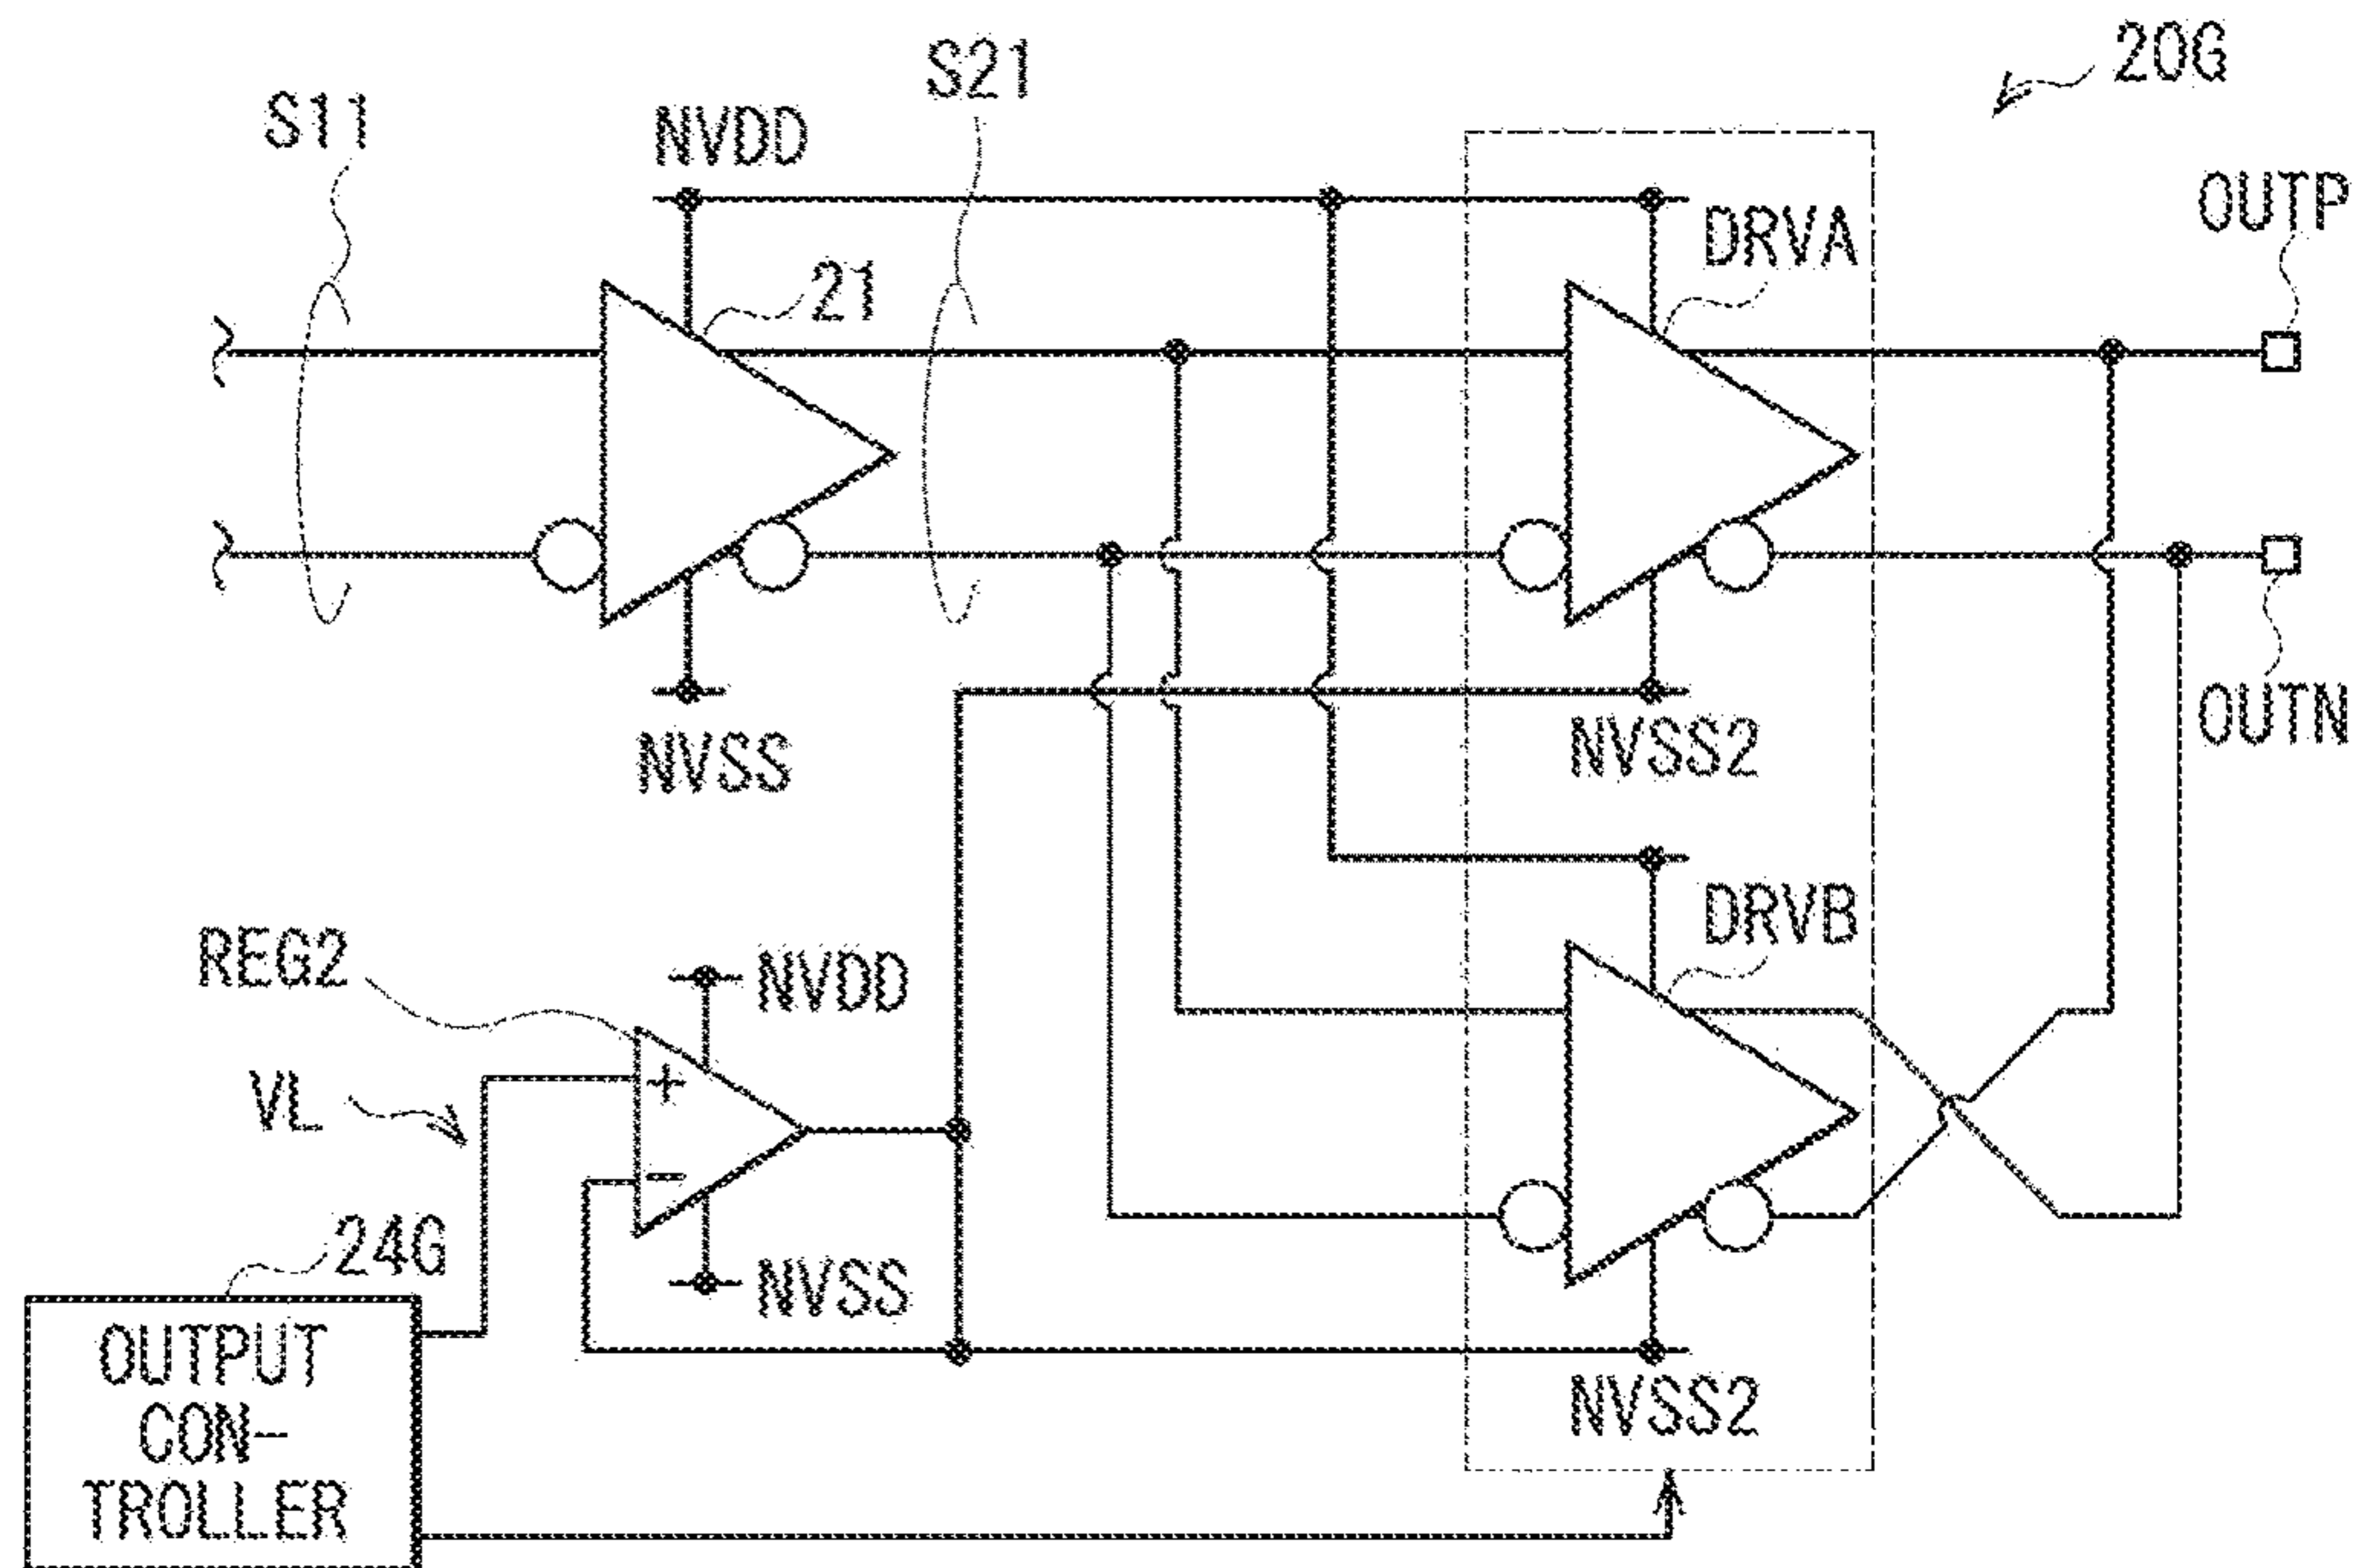 20G
S21
S11
NVDD
OUTP
DRVA
21
NVSS
NVSS2
OUTN
DRVB
REG2
NVDD
VL
+
−
24G
NVSS
OUTPUT
CON-
TROLLER
NVSS2